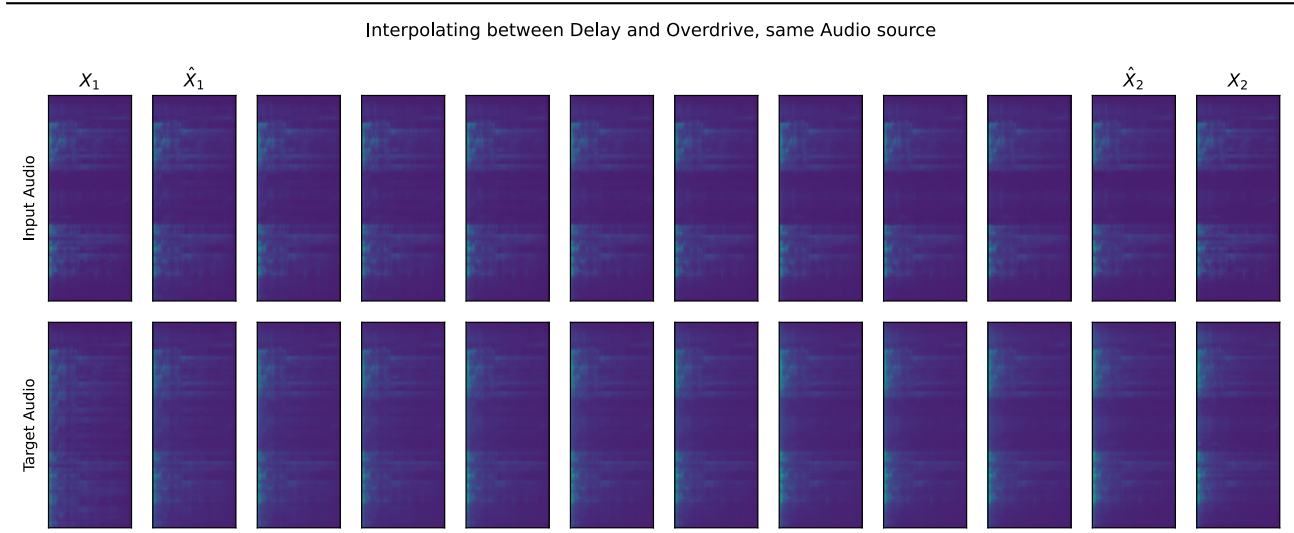 Interpolating between Delay and Overdrive, same Audio source
X₁ X̂₁ X̂₂ X₂
Input Audio
Target Audio